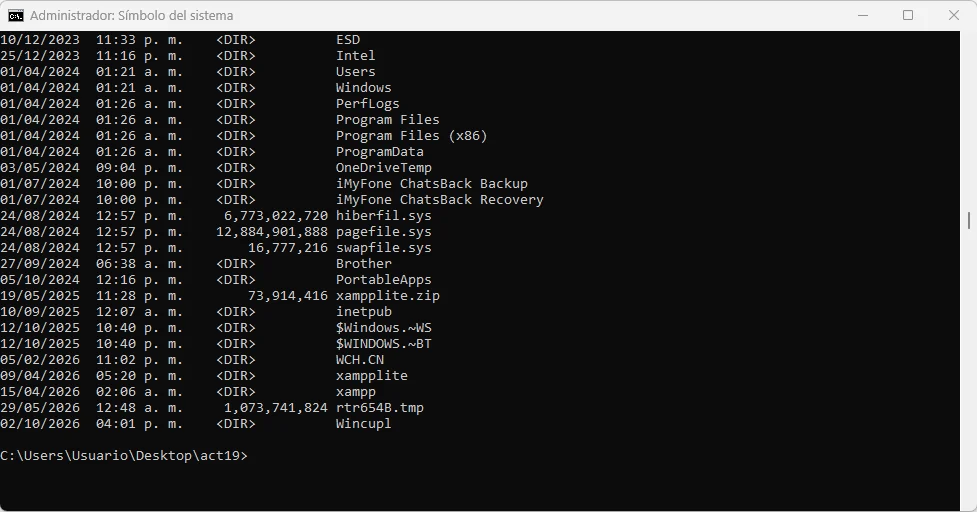 Administrador: Símbolo del sistema
10/12/2023  11:33 p. m.    <DIR>          ESD
25/12/2023  11:16 p. m.    <DIR>          Intel
01/04/2024  01:21 a. m.    <DIR>          Users
01/04/2024  01:21 a. m.    <DIR>          Windows
01/04/2024  01:26 a. m.    <DIR>          PerfLogs
01/04/2024  01:26 a. m.    <DIR>          Program Files
01/04/2024  01:26 a. m.    <DIR>          Program Files (x86)
01/04/2024  01:26 a. m.    <DIR>          ProgramData
03/05/2024  09:04 p. m.    <DIR>          OneDriveTemp
01/07/2024  10:00 p. m.    <DIR>          iMyFone ChatsBack Backup
01/07/2024  10:00 p. m.    <DIR>          iMyFone ChatsBack Recovery
24/08/2024  12:57 p. m.     6,773,022,720 hiberfil.sys
24/08/2024  12:57 p. m.    12,884,901,888 pagefile.sys
24/08/2024  12:57 p. m.        16,777,216 swapfile.sys
27/09/2024  06:38 a. m.    <DIR>          Brother
05/10/2024  12:16 p. m.    <DIR>          PortableApps
19/05/2025  11:28 p. m.        73,914,416 xampplite.zip
10/09/2025  12:07 a. m.    <DIR>          inetpub
12/10/2025  10:40 p. m.    <DIR>          $Windows.~WS
12/10/2025  10:40 p. m.    <DIR>          $WINDOWS.~BT
05/02/2026  11:02 p. m.    <DIR>          WCH.CN
09/04/2026  05:20 p. m.    <DIR>          xampplite
15/04/2026  02:06 a. m.    <DIR>          xampp
29/05/2026  12:48 a. m.     1,073,741,824 rtr654B.tmp
02/10/2026  04:01 p. m.    <DIR>          Wincupl
C:\Users\Usuario\Desktop\act19>